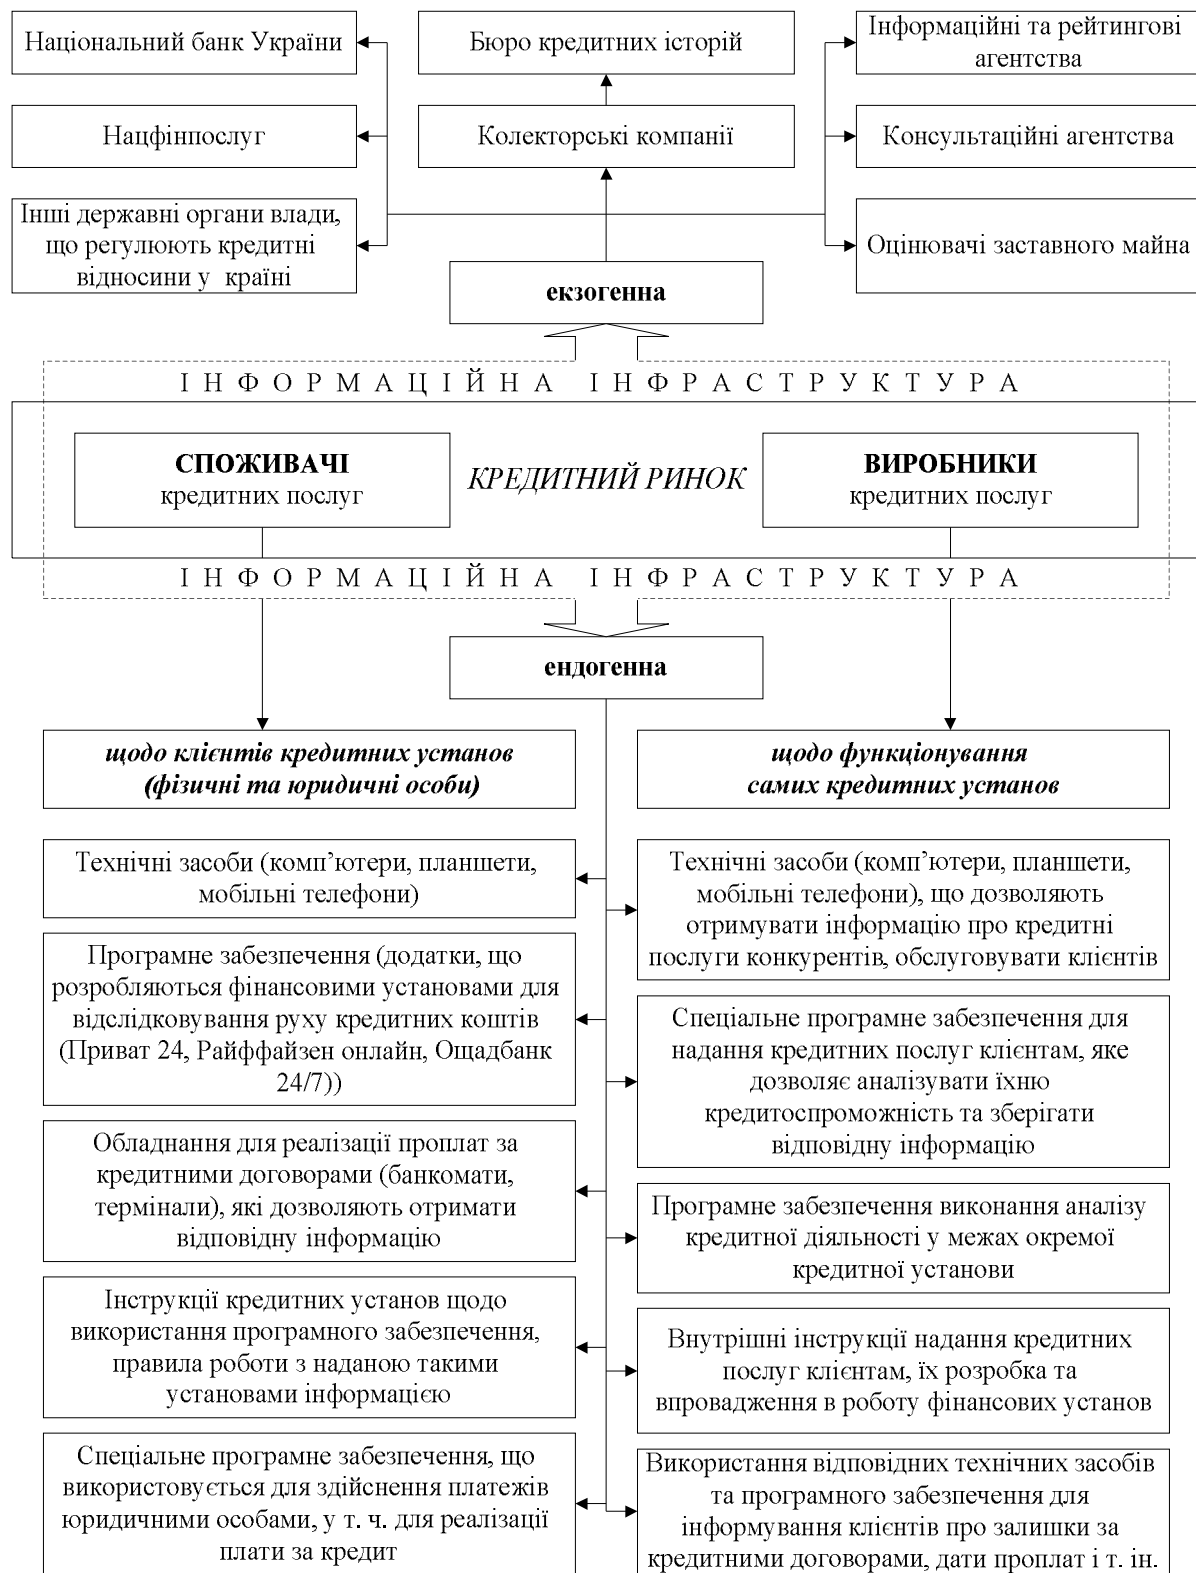 Національний банк України
Бюро кредитних історій
Інформаційні та рейтингові
агентства
Нацфінпослуг
Колекторські компанії
Консультаційні агентства
Інші державні органи влади,
що регулюють кредитні
відносини у країні
Оцінювачі заставного майна
екзогенна
ІНФОРМАЦІЙНА ІНФРАСТРУКТУРА
СПОЖИВАЧІ
кредитних послуг
КРЕДИТНИЙ РИНОК
ВИРОБНИКИ
кредитних послуг
ІНФОРМАЦІЙНА ІНФРАСТРУКТУРА
ендогенна
щодо клієнтів кредитних установ
(фізичні та юридичні особи)
щодо функціонування
самих кредитних установ
Технічні засоби (комп’ютери, планшети,
мобільні телефони)
Програмне забезпечення (додатки, що
розробляються фінансовими установами для
відслідковування руху кредитних коштів
(Приват 24, Райффайзен онлайн, Ощадбанк
24/7))
Обладнання для реалізації проплат за
кредитними договорами (банкомати,
термінали), які дозволяють отримати
відповідну інформацію
Інструкції кредитних установ щодо
використання програмного забезпечення,
правила роботи з наданою такими
установами інформацією
Спеціальне програмне забезпечення, що
використовується для здійснення платежів
юридичними особами, у т. ч. для реалізації
плати за кредит
Технічні засоби (комп’ютери, планшети,
мобільні телефони), що дозволяють
отримувати інформацію про кредитні
послуги конкурентів, обслуговувати клієнтів
Спеціальне програмне забезпечення для
надання кредитних послуг клієнтам, яке
дозволяє аналізувати їхню
кредитоспроможність та зберігати
відповідну інформацію
Програмне забезпечення виконання аналізу
кредитної діяльності у межах окремої
кредитної установи
Внутрішні інструкції надання кредитних
послуг клієнтам, їх розробка та
впровадження в роботу фінансових установ
Використання відповідних технічних засобів
та програмного забезпечення для
інформування клієнтів про залишки за
кредитними договорами, дати проплат і т. ін.